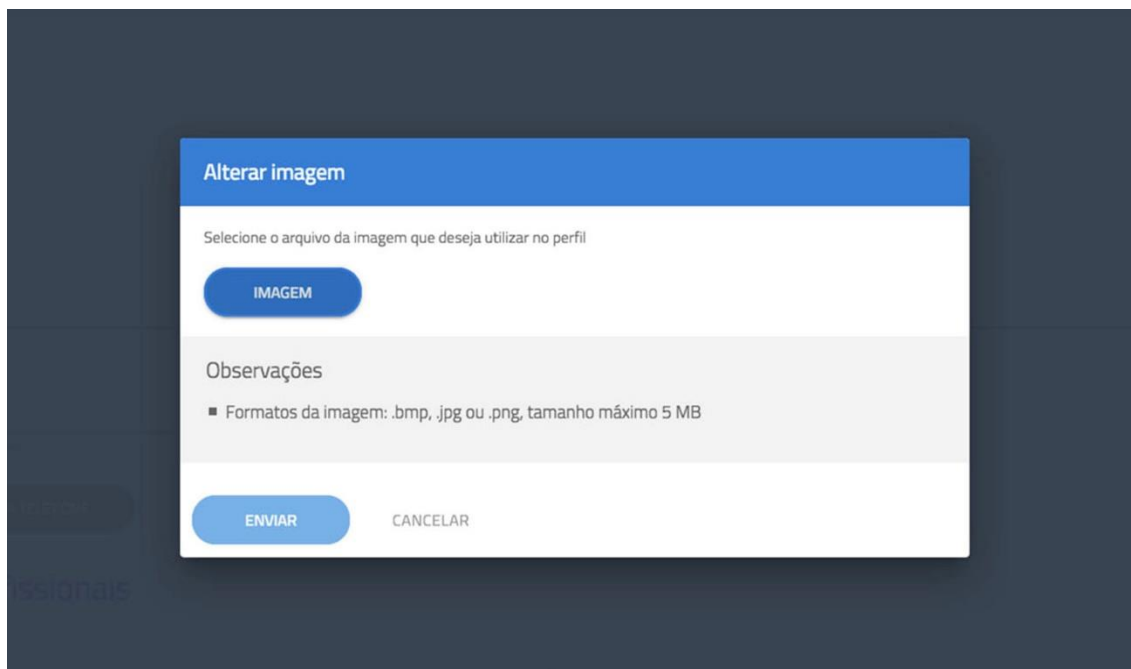 Alterar imagem
Selecione o arquivo da imagem que deseja utilizar no perfil
IMAGEM
Observações
▪ Formatos da imagem: .bmp, .jpg ou .png, tamanho máximo 5 MB
ENVIAR CANCELAR
issionais